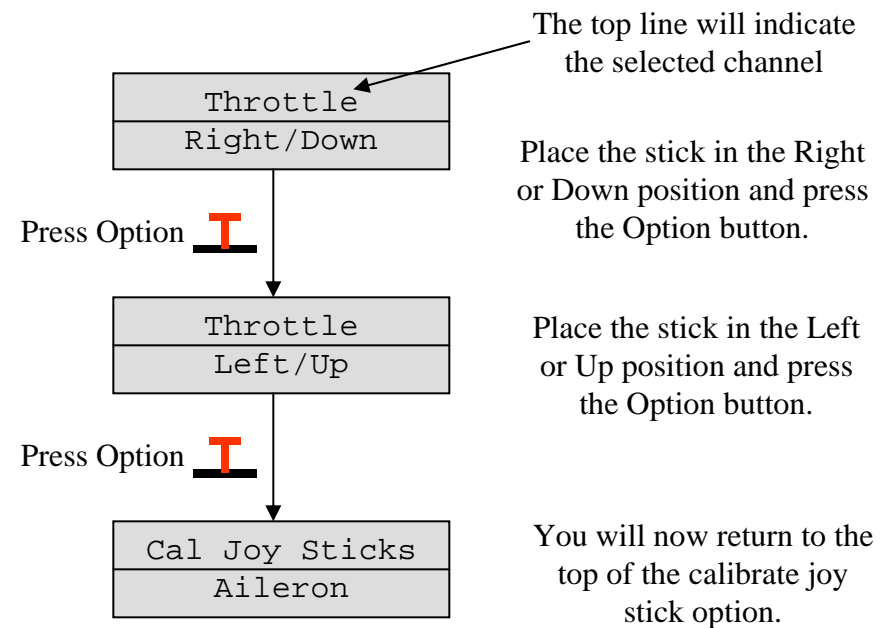 The top line will indicate
the selected channel
Throttle
Right/Down
Place the stick in the Right
or Down position and press
the Option button.
Press Option
Throttle
Left/Up
Place the stick in the Left
or Up position and press
the Option button.
Press Option
Cal Joy Sticks
Aileron
You will now return to the
top of the calibrate joy
stick option.